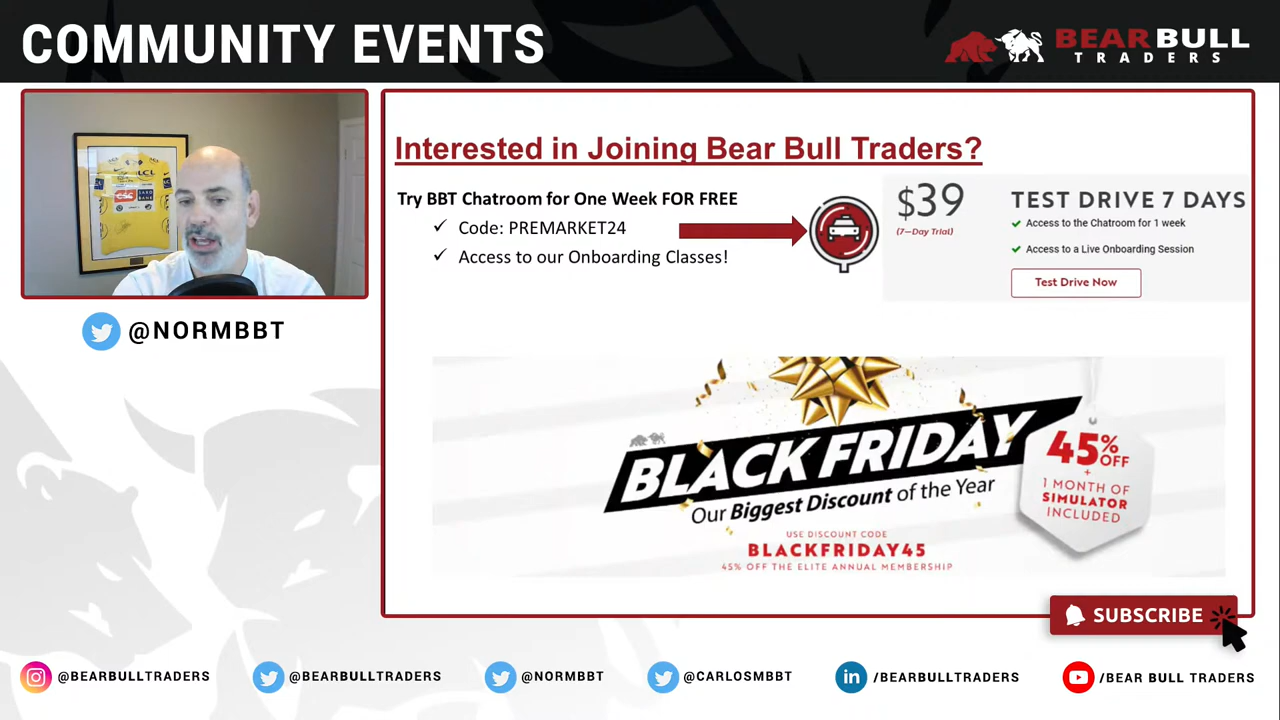 COMMUNITY EVENTS
BEAR BULL
TRADERS
LCL
@NORMBBT
Interested in Joining Bear Bull Traders?
Try BBT Chatroom for One Week FOR FREE
✓ Code: PREMARKET24
✓ Access to our Onboarding Classes!
$39
(7-Day Trial)
TEST DRIVE 7 DAYS
✓ Access to the Chatroom for 1 week
✓ Access to a Live Onboarding Session
Test Drive Now
BLACK FRIDAY
Our Biggest Discount of the Year
USE DISCOUNT CODE
BLACKFRIDAY45
45% OFF THE ELITE ANNUAL MEMBERSHIP
45% OFF
+
1 MONTH OF
SIMULATOR
INCLUDED
SUBSCRIBE
@BEARBULLTRADERS
@BEARBULLTRADERS
@NORMBBT
@CARLOSMBBT
/BEARBULLTRADERS
/BEAR BULL TRADERS